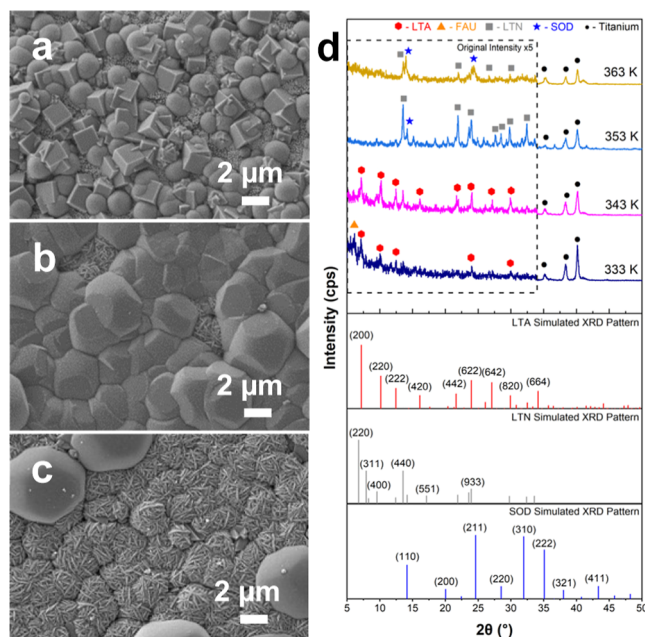 a
2 µm
b
2 µm
c
2 µm
d
- LTA - FAU - LTN - SOD - Titanium
Original Intensity x5
363 K
353 K
343 K
333 K
Intensity (cps)
LTA Simulated XRD Pattern
(200)
(220)
(222)
(420)
(442)
(622)
(642)
(820)
(664)
LTN Simulated XRD Pattern
(220)
(311)
(400)
(440)
(551)
(933)
SOD Simulated XRD Pattern
(110)
(200)
(211)
(220)
(310)
(222)
(321)
(411)
5 10 15 20 25 30 35 40 45 50
2θ (°)